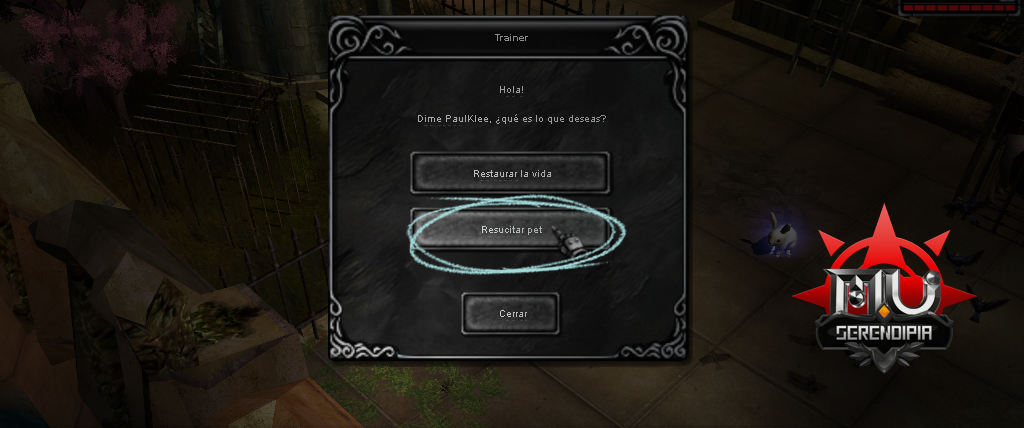 Trainer
Hola!
Dime PaulKlee, ¿qué es lo que deseas?
Restaurar la vida
Resucitar pet
Cerrar
MU
SERENDIPIA